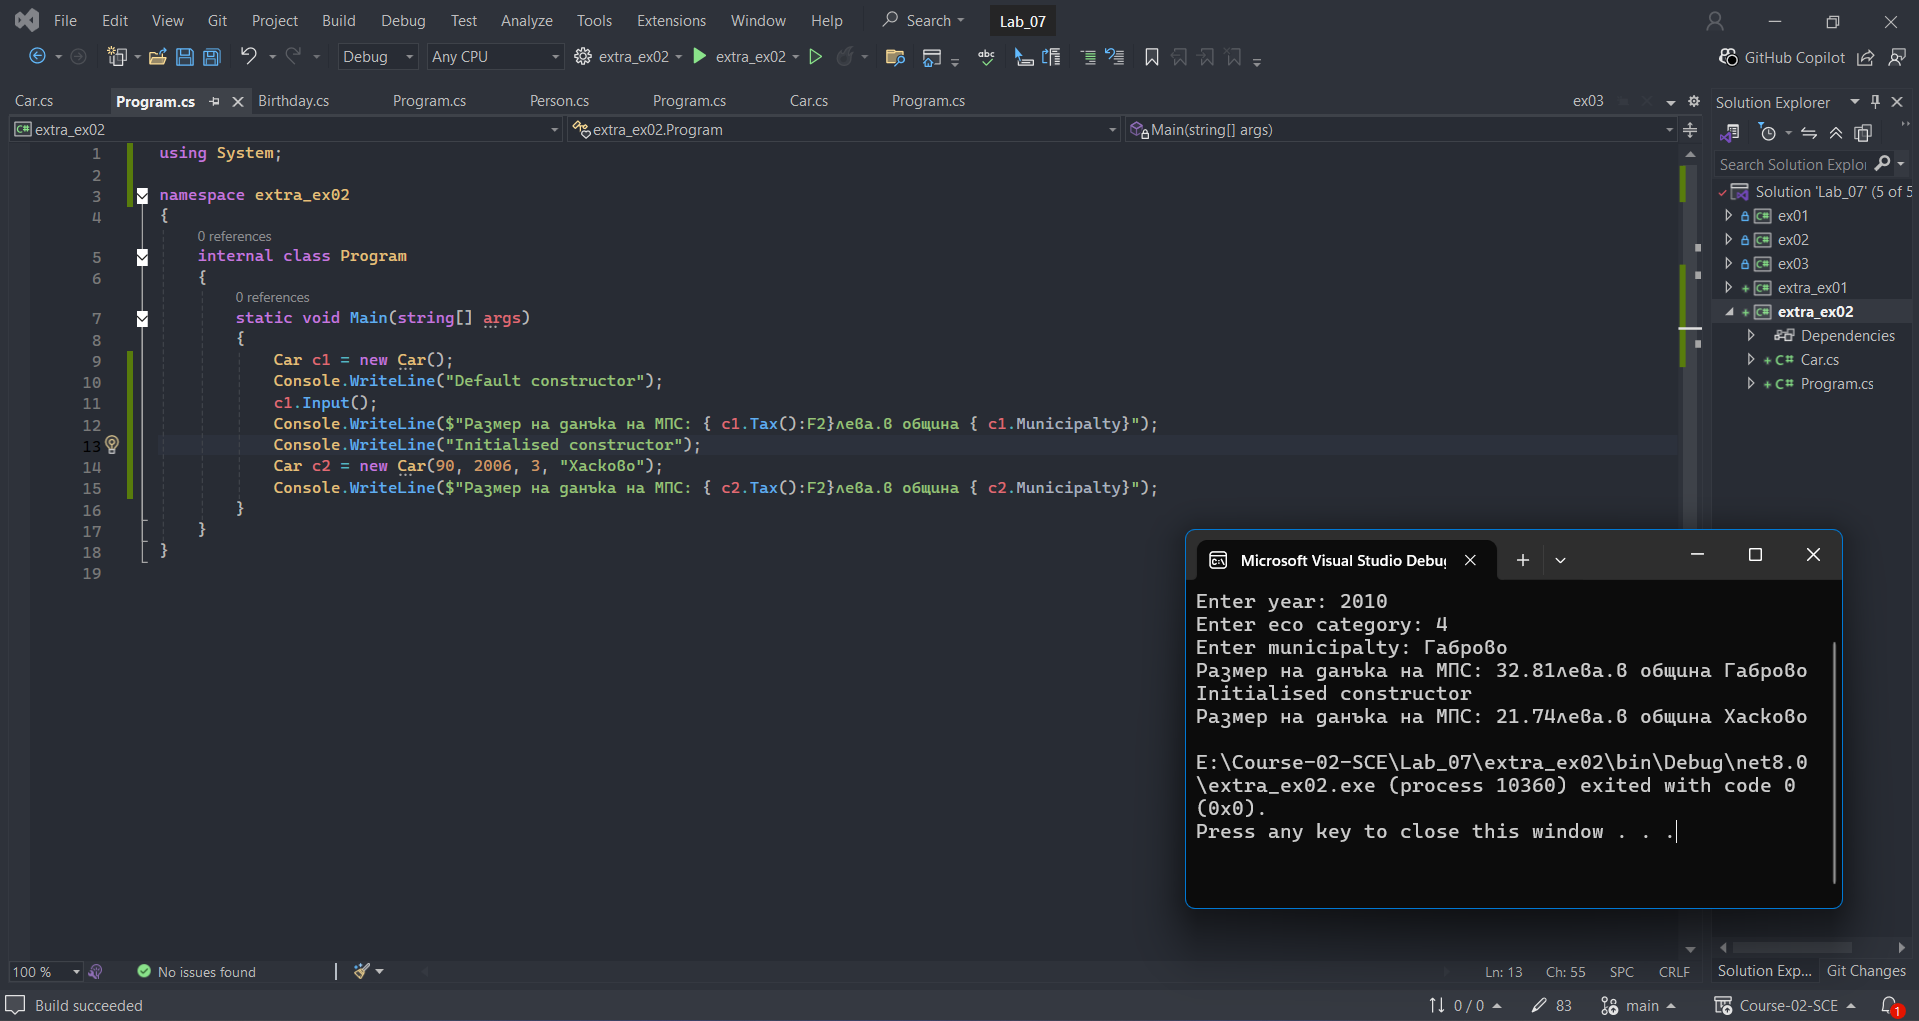 File Edit View Git Project Build Debug Test Analyze Tools Extensions Window Help Search Lab_07
Debug Any CPU extra_ex02 extra_ex02 GitHub Copilot
Car.cs Program.cs Birthday.cs Program.cs Person.cs Program.cs Car.cs Program.cs ex03
extra_ex02 extra_ex02.Program Main(string[] args)
1 using System;
2
3 namespace extra_ex02
4 {
0 references
5 internal class Program
6 {
0 references
7 static void Main(string[] args)
8 {
9 Car c1 = new Car();
10 Console.WriteLine("Default constructor");
11 c1.Input();
12 Console.WriteLine($"Размер на данъка на МПС: { c1.Tax():F2}лева.в община { c1.Municipalty}");
13 Console.WriteLine("Initialised constructor");
14 Car c2 = new Car(90, 2006, 3, "Хасково");
15 Console.WriteLine($"Размер на данъка на МПС: { c2.Tax():F2}лева.в община { c2.Municipalty}");
16 }
17 }
18 }
19
Solution Explorer
Search Solution Explo
Solution 'Lab_07' (5 of 5
ex01
ex02
ex03
extra_ex01
extra_ex02
Dependencies
Car.cs
Program.cs
Microsoft Visual Studio Debu
Enter year: 2010
Enter eco category: 4
Enter municipalty: Габрово
Размер на данъка на МПС: 32.81лева.в община Габрово
Initialised constructor
Размер на данъка на МПС: 21.74лева.в община Хасково
E:\Course-02-SCE\Lab_07\extra_ex02\bin\Debug\net8.0
\extra_ex02.exe (process 10360) exited with code 0
(0x0).
Press any key to close this window . . .
100 % No issues found Ln: 13 Ch: 55 SPC CRLF
Solution Exp... Git Changes
Build succeeded 0 / 0 83 main Course-02-SCE 1